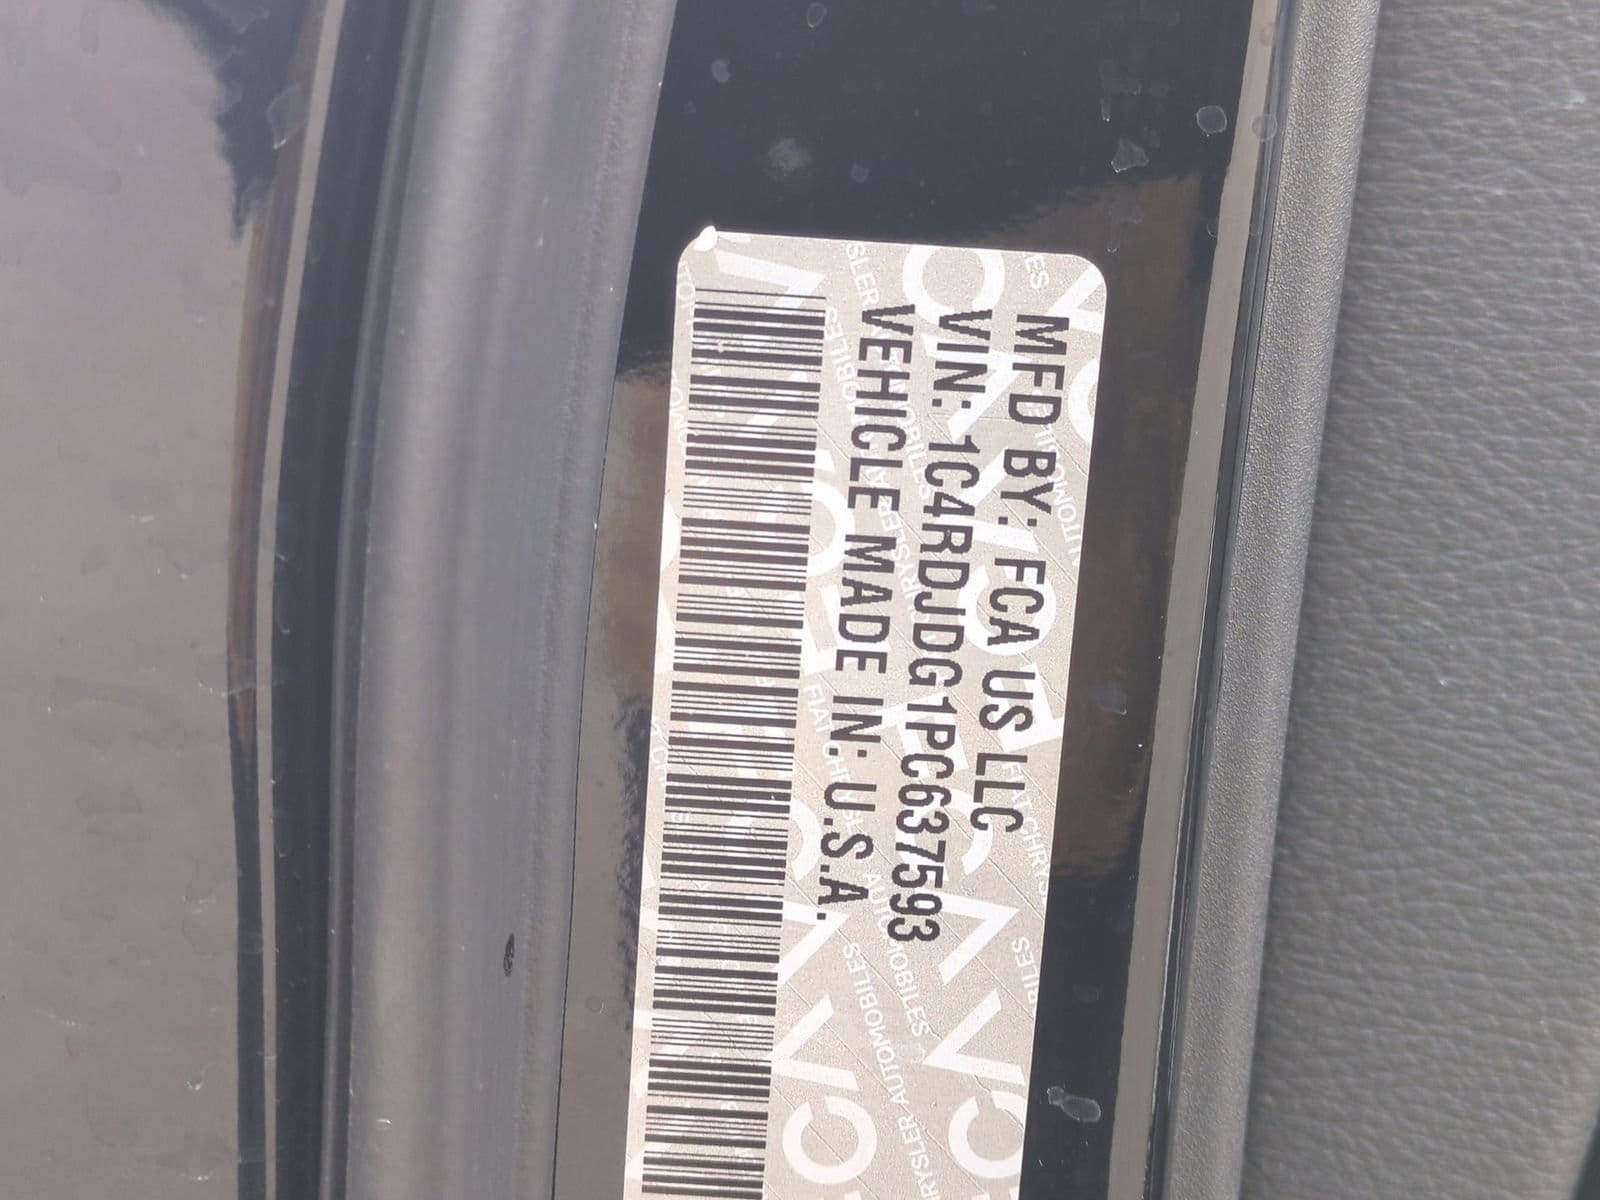 MFD BY: FCA US LLC
VIN: 1C4RDJDG1PC637593
VEHICLE MADE IN: U.S.A.